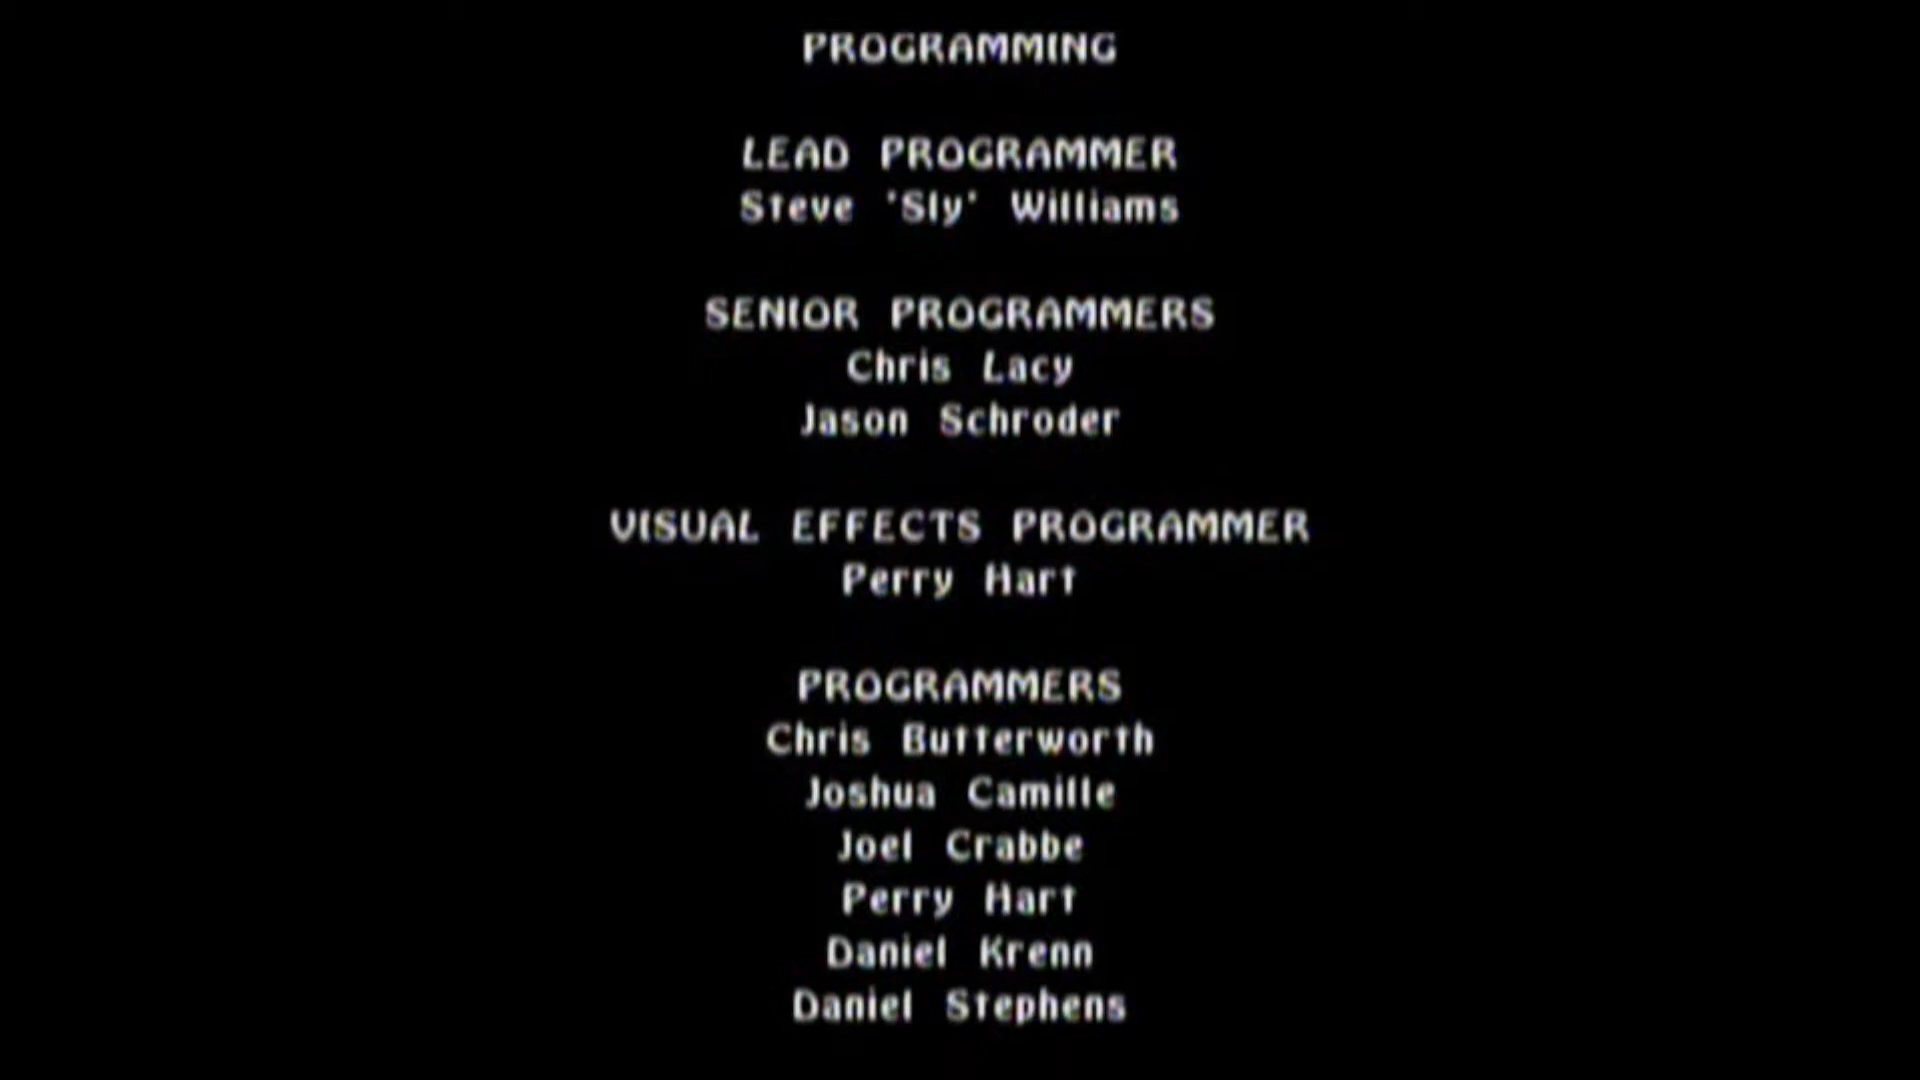 PROGRAMMING
LEAD PROGRAMMER
Steve 'Sly' Williams
SENIOR PROGRAMMERS
Chris Lacy
Jason Schroder
VISUAL EFFECTS PROGRAMMER
Perry Hart
PROGRAMMERS
Chris Butterworth
Joshua Camille
Joel Crabbe
Perry Hart
Daniel Krenn
Daniel Stephens